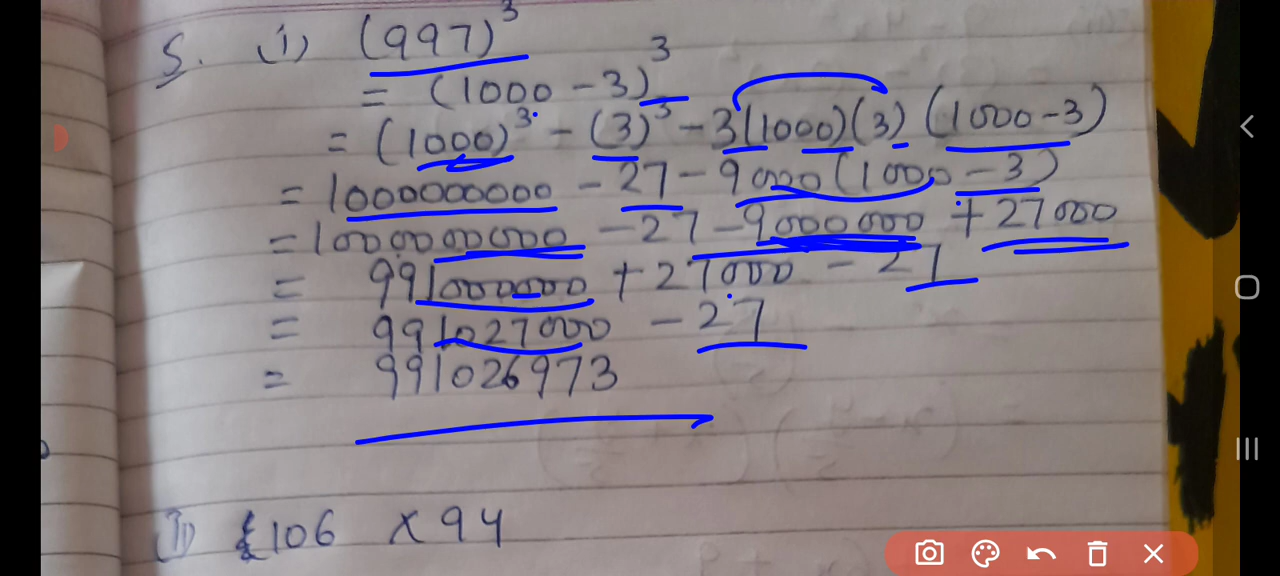 5. (i) (997)³
= (1000 - 3)³
= (1000)³ - (3)³ - 3(1000)(3) (1000-3)
= 1000000000 - 27 - 9000(1000 - 3)
= 1000000000 - 27 - 9000000 + 27000
= 991000000 + 27000 - 27
= 991027000 - 27
= 991026973
(ii) 106 × 94